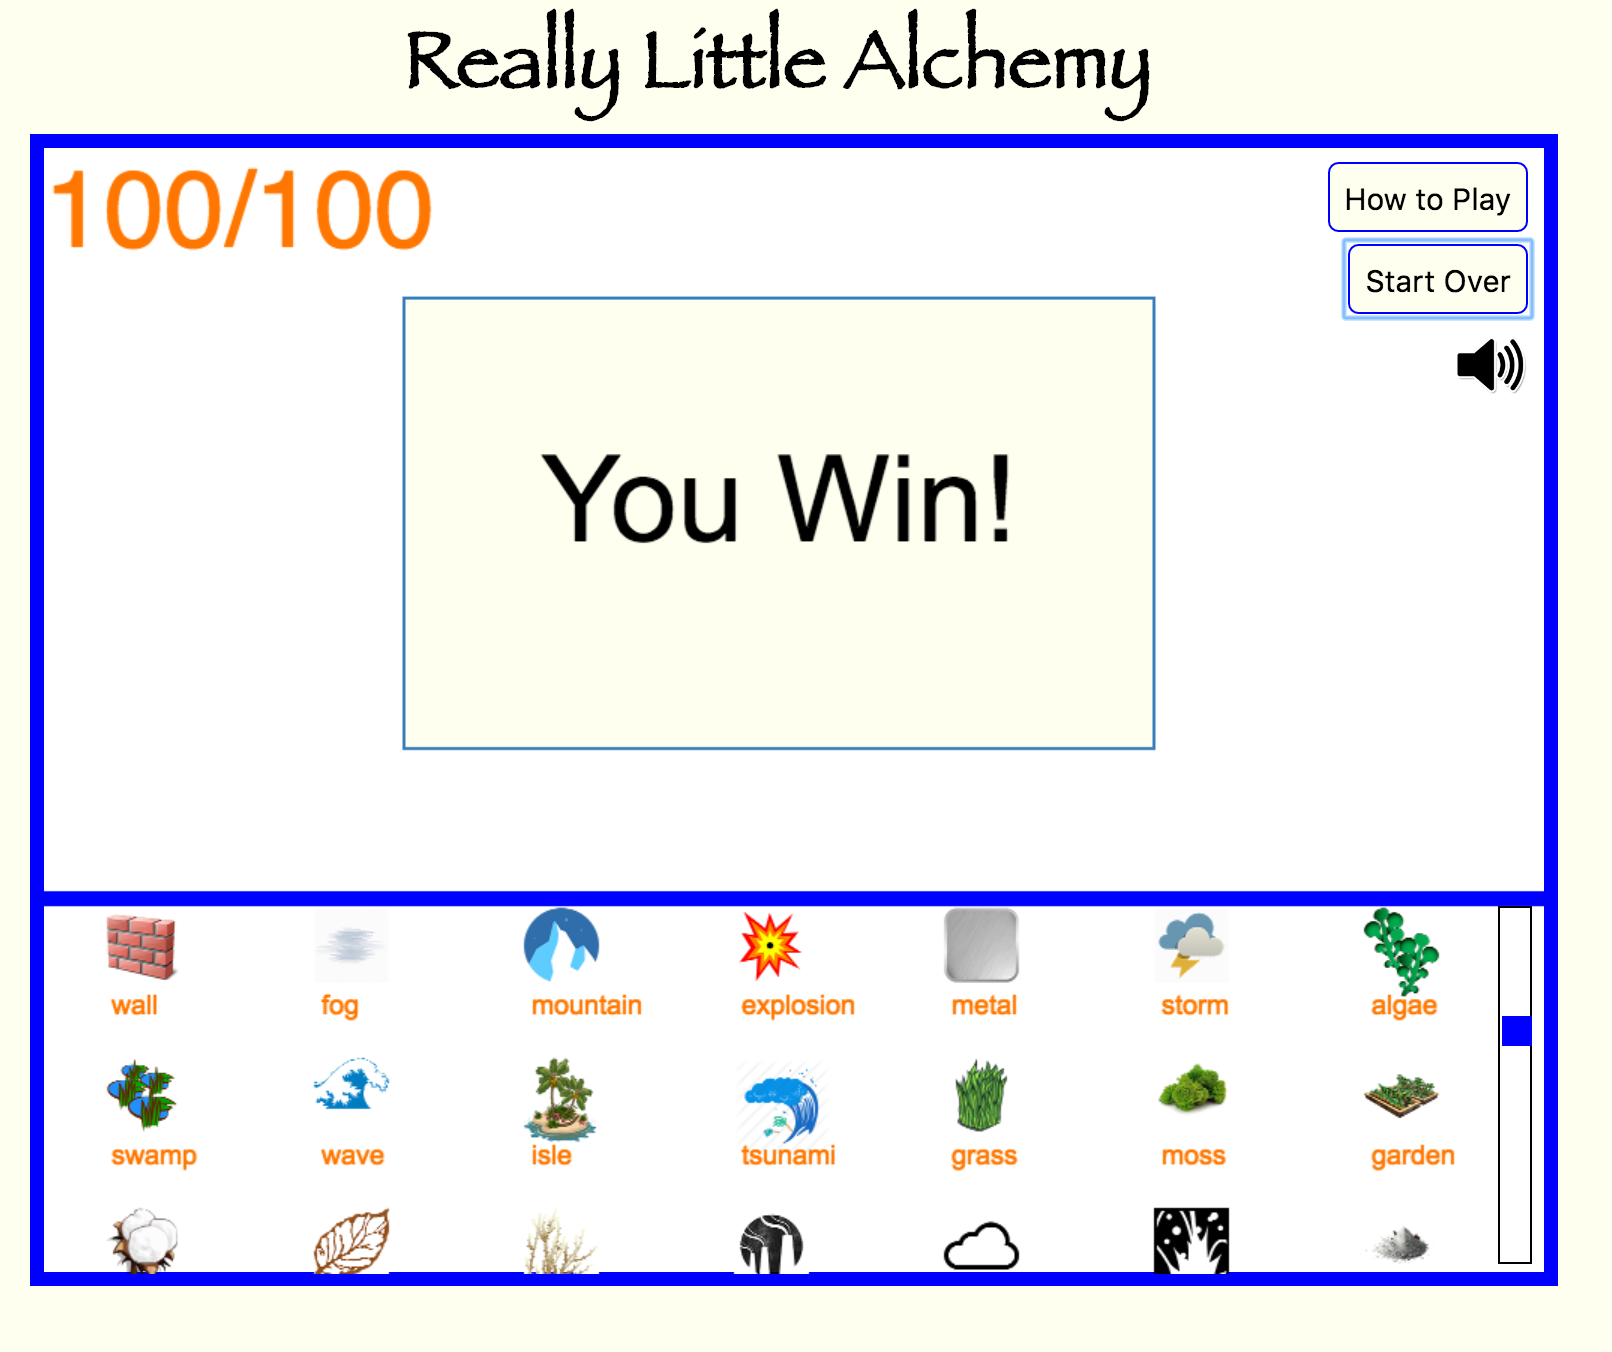 Really Little Alchemy
100/100
How to Play
Start Over
You Win!
wall fog mountain explosion metal storm algae
swamp wave isle tsunami grass moss garden